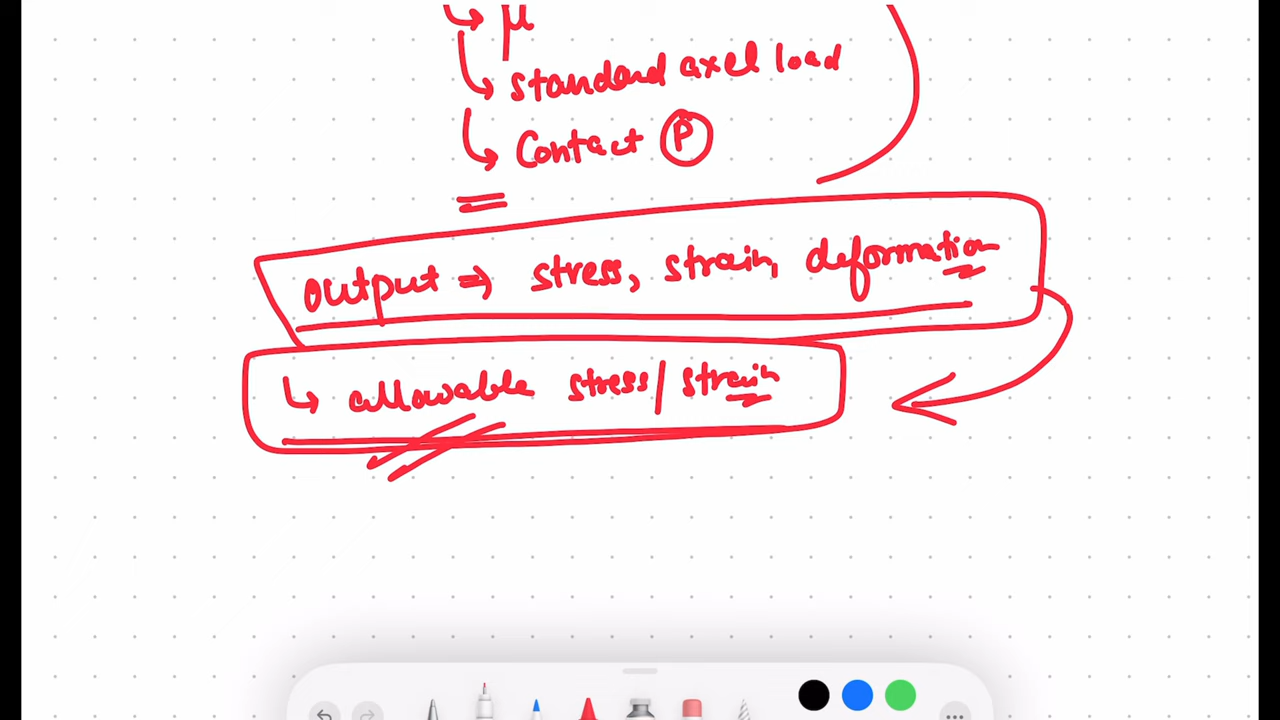 ↳ μ
↳ standard axel load
↳ Contact (P)
output ⇒ stress, strain, deformation
↳ allowable stress/strain